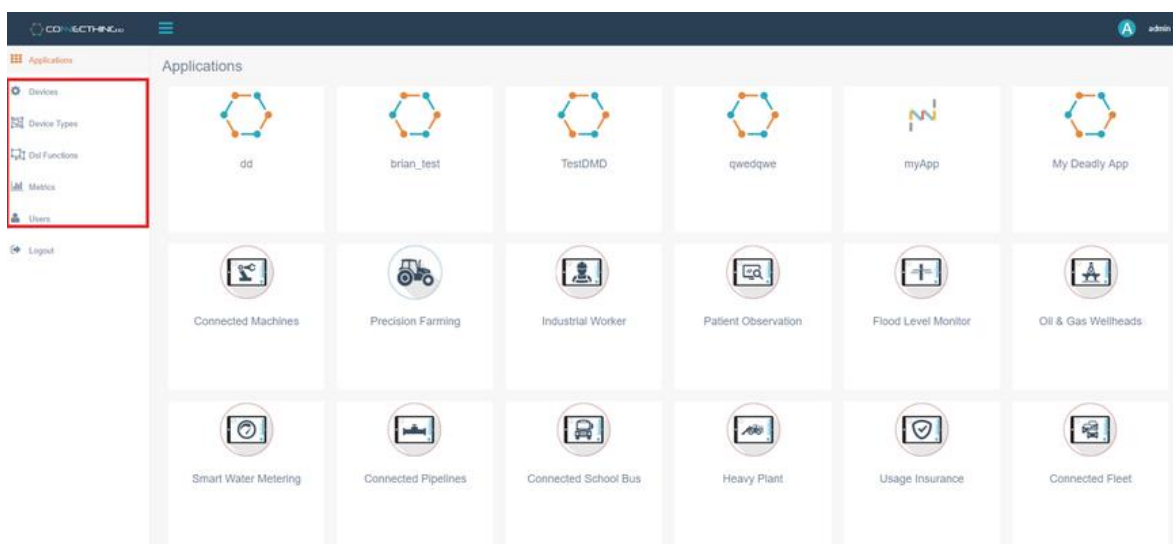 CONNECTHING
admin
Applications
Devices
Device Types
Dsl Functions
Metrics
Users
Logout
Applications
dd
brian_test
TestDMD
qwedqwe
myApp
My Deadly App
Connected Machines
Precision Farming
Industrial Worker
Patient Observation
Flood Level Monitor
Oil & Gas Wellheads
Smart Water Metering
Connected Pipelines
Connected School Bus
Heavy Plant
Usage Insurance
Connected Fleet